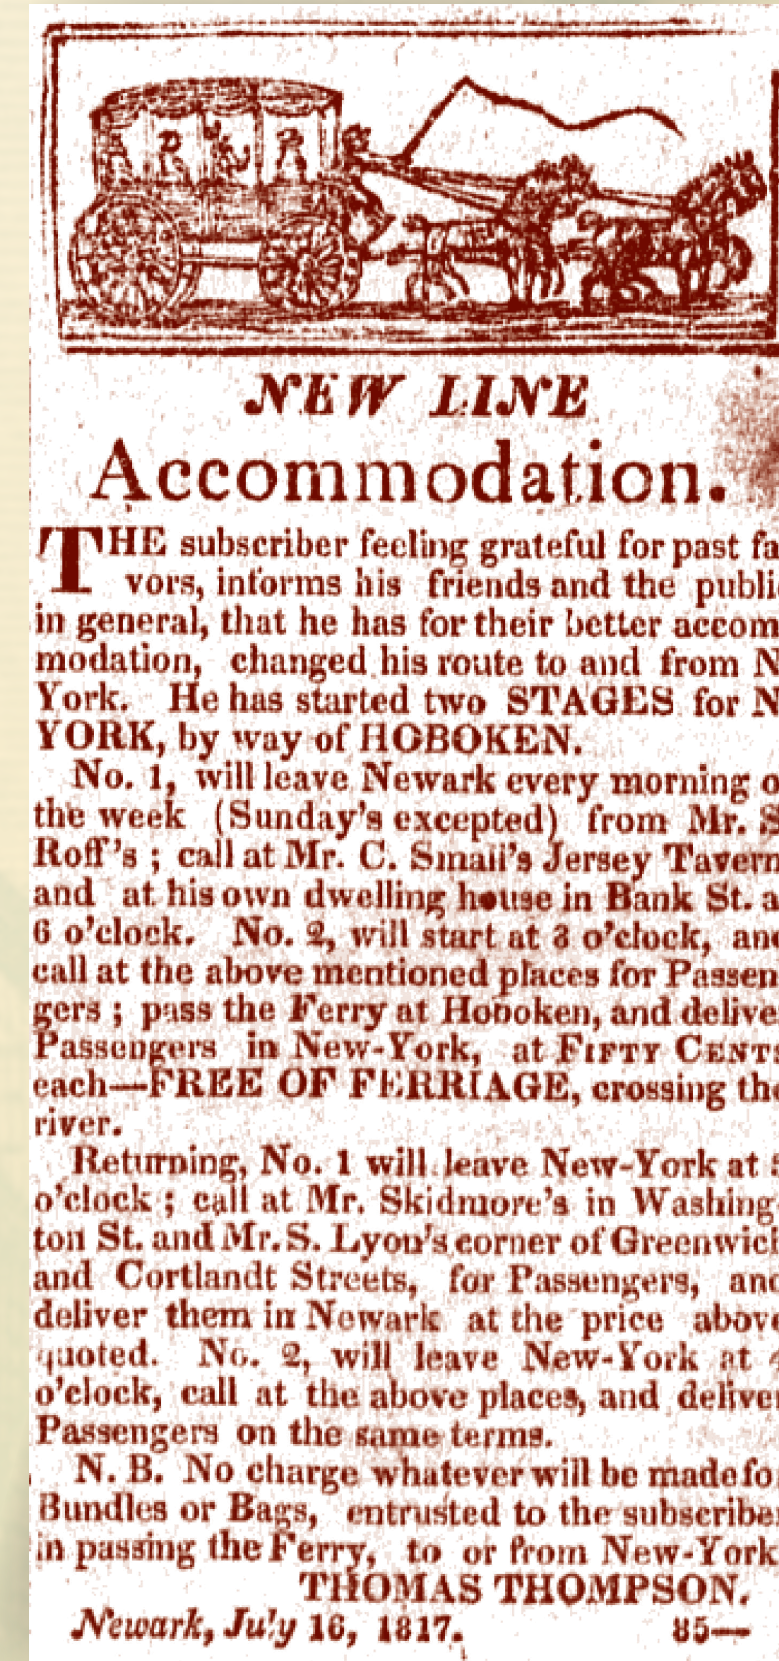 NEW LINE
Accommodation.
THE subscriber feeling grateful for past fa
vors, informs his friends and the publi
in general, that he has for their better accom
modation, changed his route to and from N
York. He has started two STAGES for N
YORK, by way of HOBOKEN.
No. 1, will leave Newark every morning o
the week (Sunday's excepted) from Mr. S
Roff's ; call at Mr. C. Small's Jersey Tavern
and at his own dwelling house in Bank St. a
6 o'clock. No. 2, will start at o'clock, and
call at the above mentioned places for Passen
gers ; pass the Ferry at Hoboken, and delive
Passengers in New-York, at FIFTY CENTS
each—FREE OF FERRIAGE, crossing the
river.
Returning, No. 1 will leave New-York at
o'clock ; call at Mr. Skidmore's in Washing
ton St. and Mr. S. Lyon's corner of Greenwich
and Cortlandt Streets, for Passengers, and
deliver them in Newark at the price above
quoted. No. 2, will leave New-York at
o'clock, call at the above places, and deliver
Passengers on the same terms.
N. B. No charge whatever will be made fo
Bundles or Bags, entrusted to the subscriber
in passing the Ferry, to or from New-York
THOMAS THOMPSON.
Newark, July 16, 1817. 85—